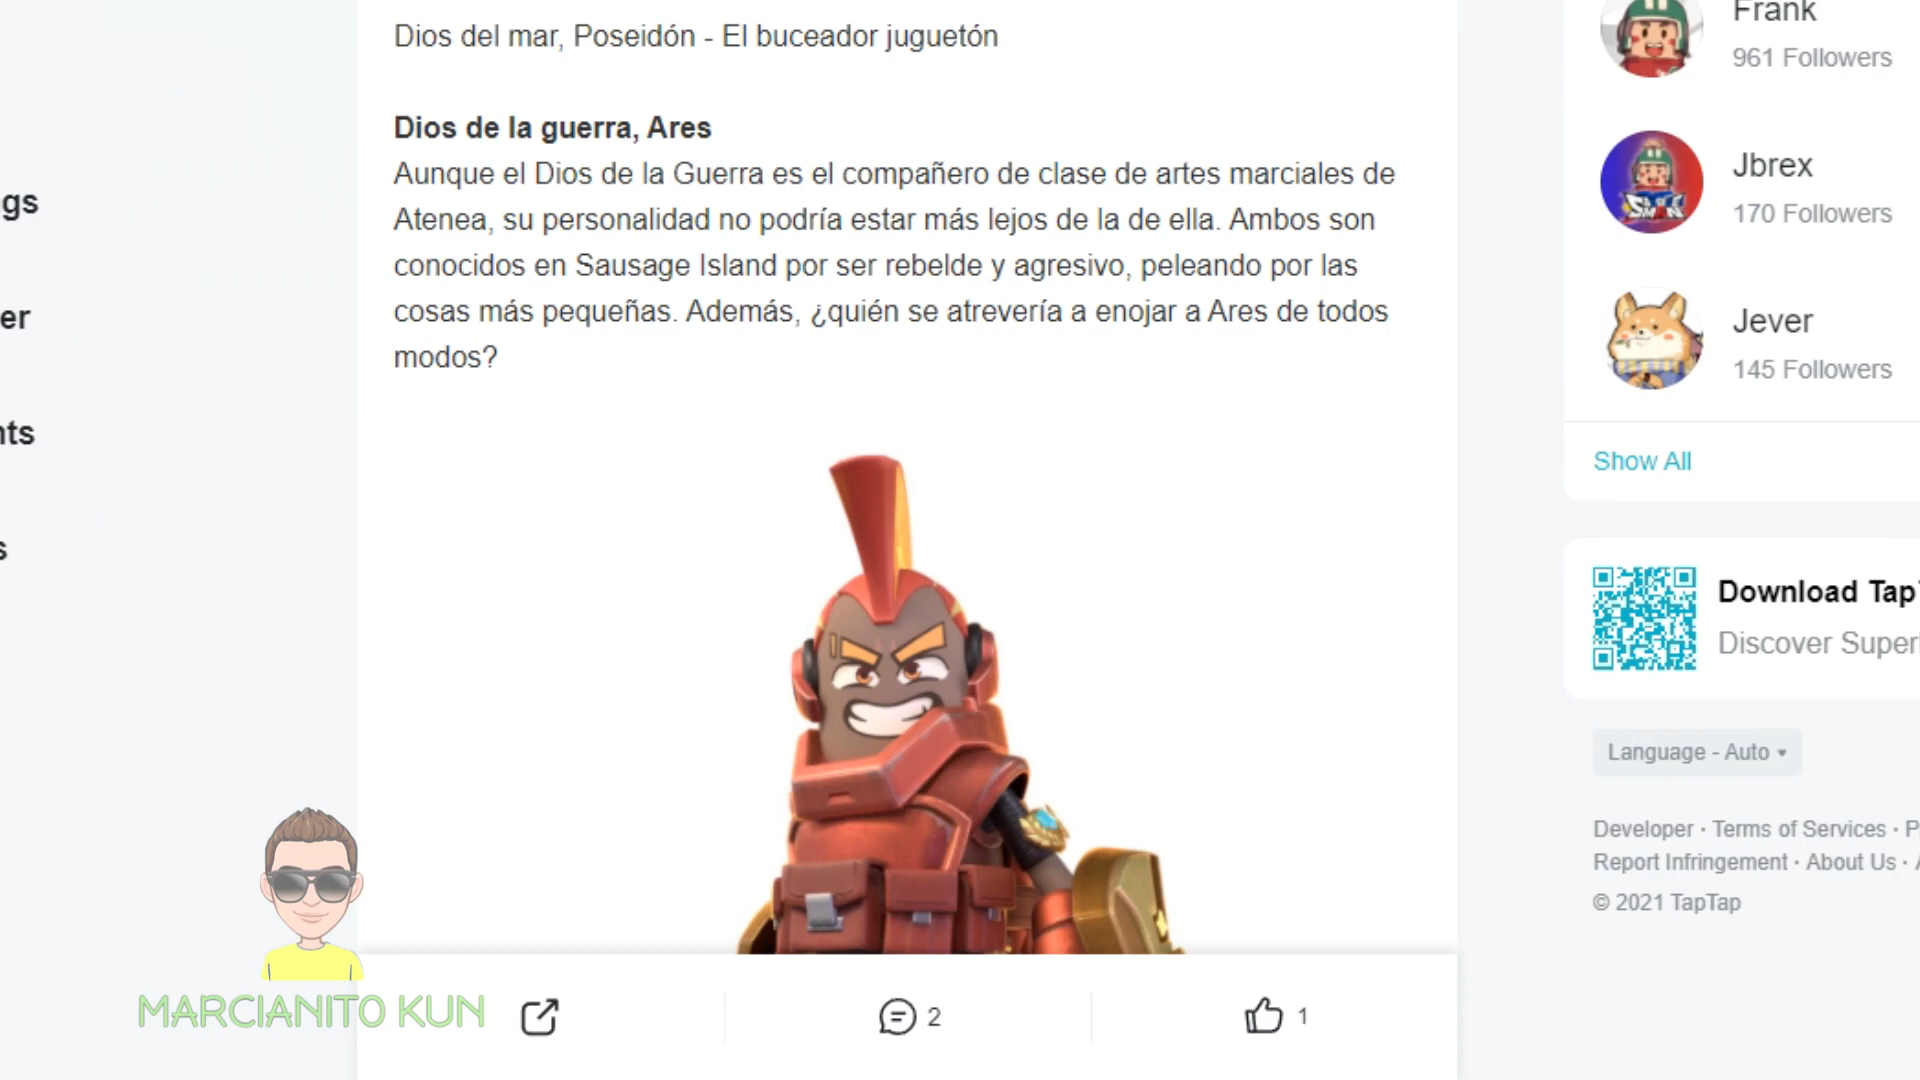 Dios del mar, Poseidón - El buceador juguetón
Dios de la guerra, Ares
Aunque el Dios de la Guerra es el compañero de clase de artes marciales de
Atenea, su personalidad no podría estar más lejos de la de ella. Ambos son
conocidos en Sausage Island por ser rebelde y agresivo, peleando por las
cosas más pequeñas. Además, ¿quién se atrevería a enojar a Ares de todos
modos?
gs
er
nts
s
MARCIANITO KUN
2
1
Frank
961 Followers
Jbrex
170 Followers
Jever
145 Followers
Show All
Download Tap
Discover Super
Language - Auto
Developer · Terms of Services · P
Report Infringement · About Us ·
© 2021 TapTap